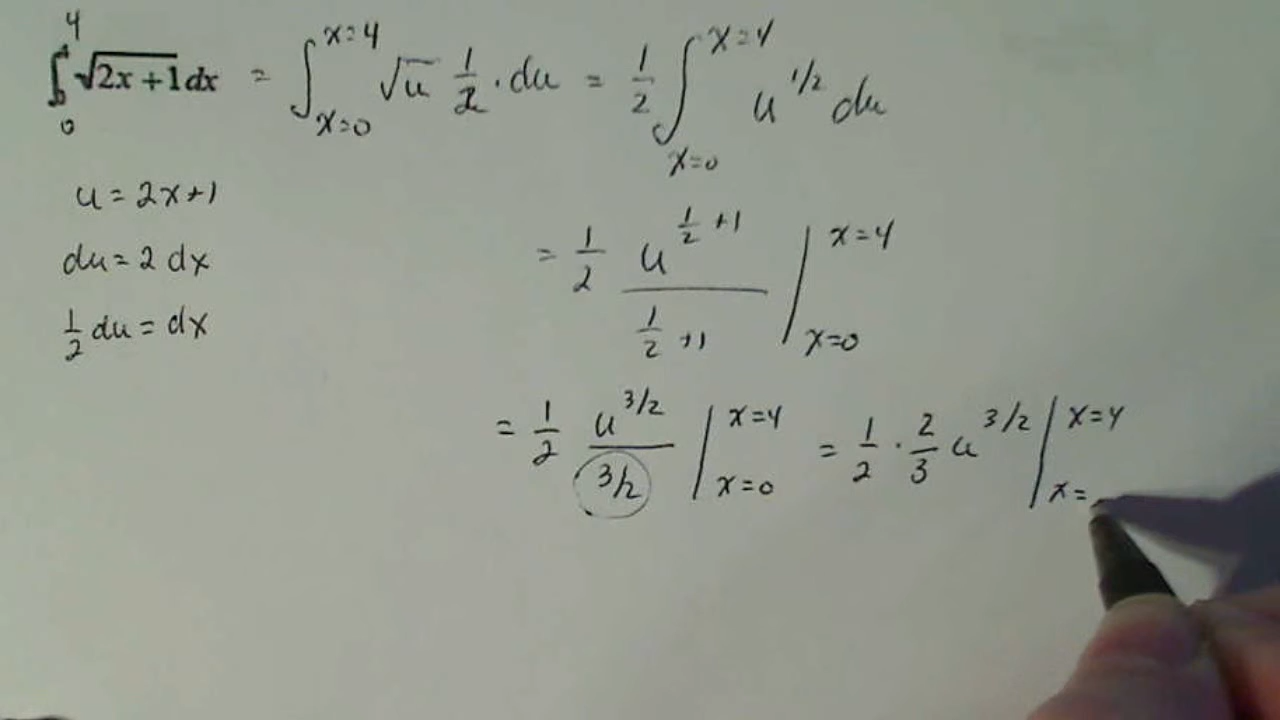 ∫₀⁴ √(2x+1) dx = ∫_{x=0}^{x=4} √u 1/2 · du = 1/2 ∫_{x=0}^{x=4} u^{1/2} du
u = 2x+1
du = 2 dx
1/2 du = dx
= 1/2 u^{1/2 +1} / (1/2 +1) |_{x=0}^{x=4}
= 1/2 u^{3/2} / (3/2) |_{x=0}^{x=4} = 1/2 · 2/3 u^{3/2} |_{x=}^{x=4}